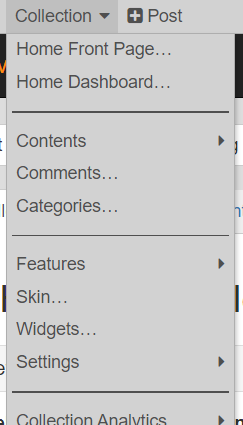 Collection Post
Home Front Page…
Home Dashboard…
Contents
Comments…
Categories…
Features
Skin…
Widgets…
Settings
Collection Analytics